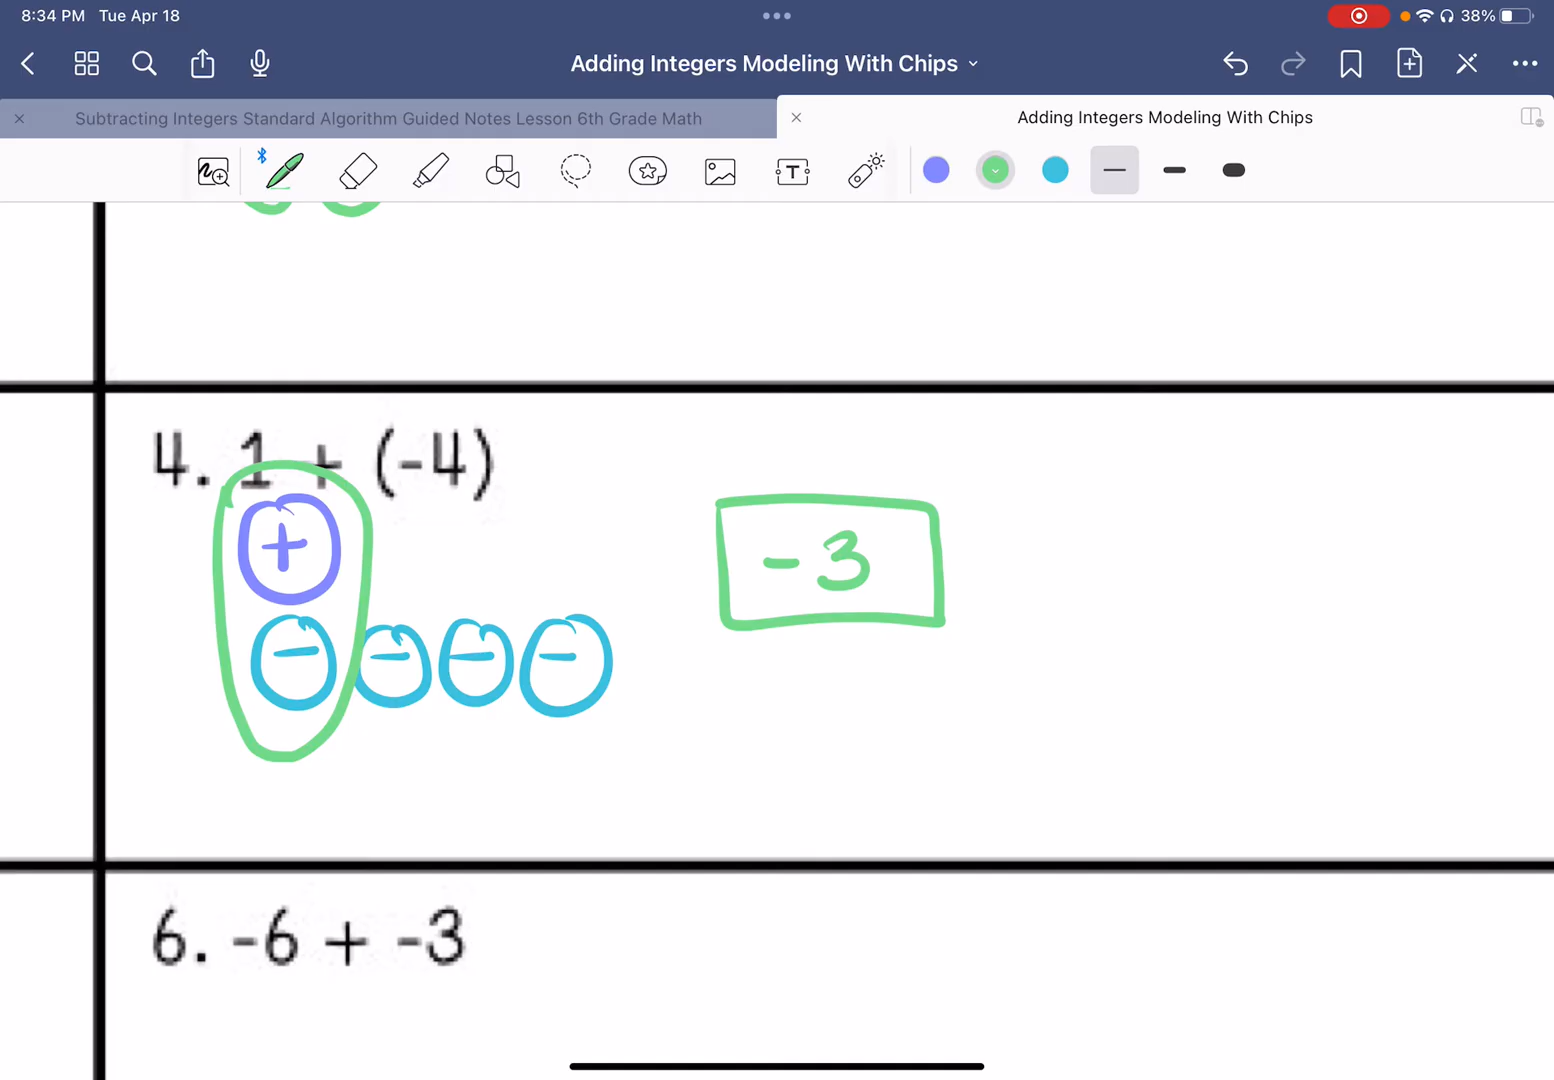 8:34 PM Tue Apr 18
38%
Adding Integers Modeling With Chips
Subtracting Integers Standard Algorithm Guided Notes Lesson 6th Grade Math
Adding Integers Modeling With Chips
T
4. 1 + (-4)
+
- - - -
-3
6. -6 + -3